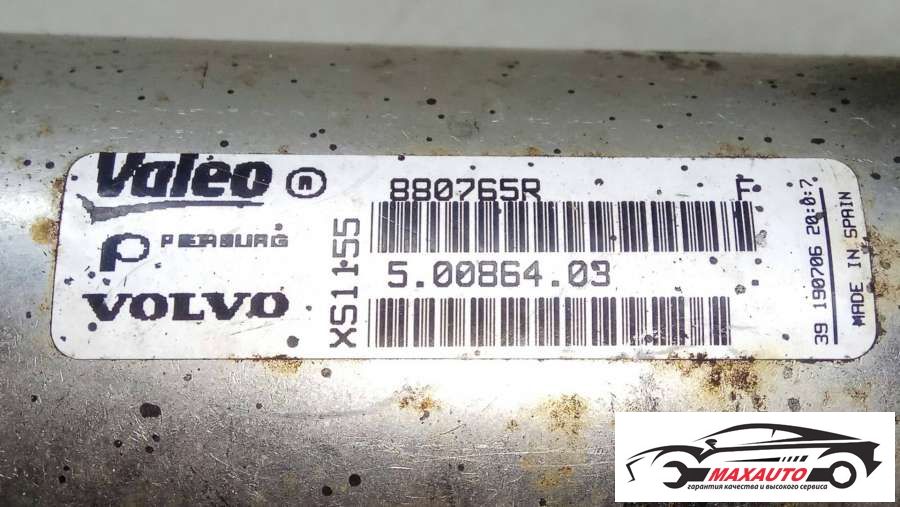 Valeo
880765R F
PIERBURG
5.00864.03
VOLVO
XS1155
39 190706 20:0:7
MADE IN SPAIN
MAXAUTO
гарантия качества и высокого сервиса